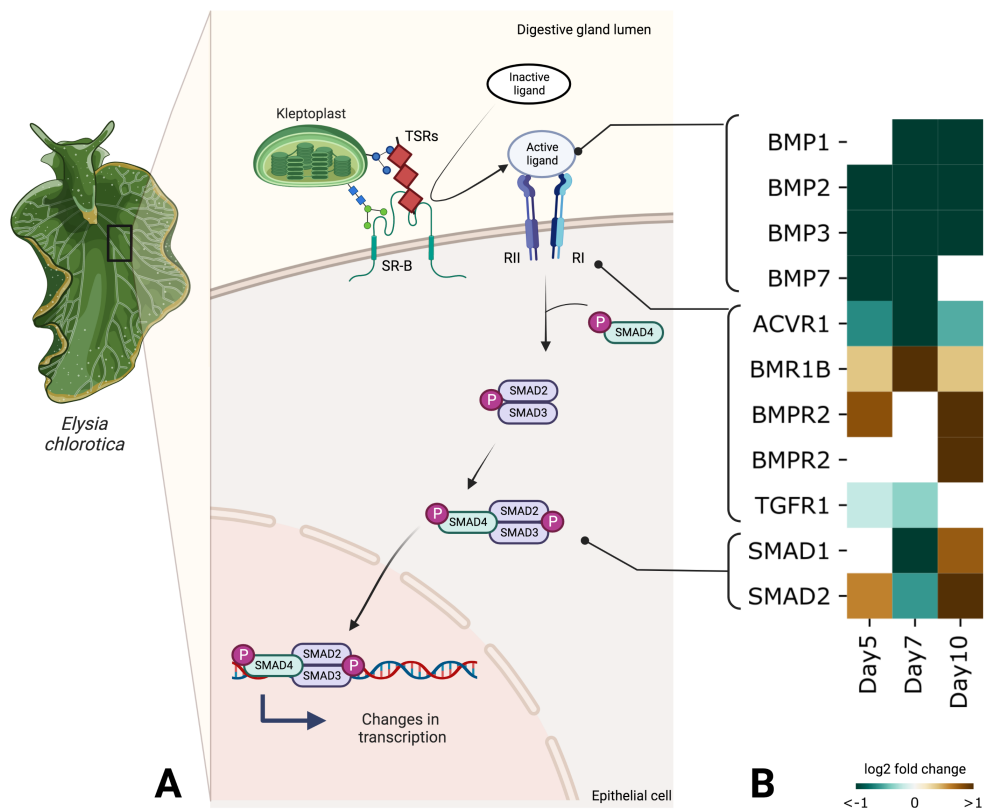 Digestive gland lumen
Inactive
ligand
Kleptoplast
TSRs
Active
ligand
SR-B
RII
RI
P
SMAD4
P
SMAD2
SMAD3
P
SMAD4
SMAD2
SMAD3
P
P
SMAD4
SMAD2
SMAD3
P
Changes in
transcription
Epithelial cell
Elysia
chlorotica
A
BMP1
BMP2
BMP3
BMP7
ACVR1
BMR1B
BMPR2
BMPR2
TGFR1
SMAD1
SMAD2
Day5
Day7
Day10
B
log2 fold change
<-1
0
>1